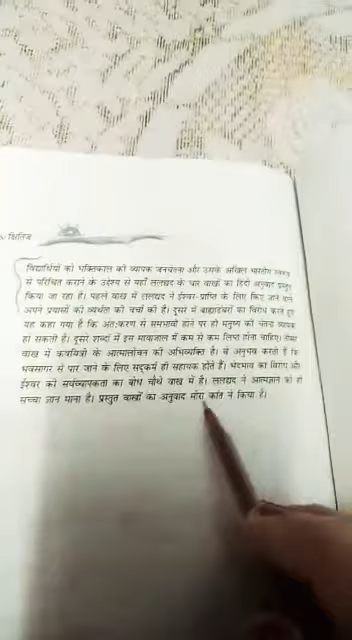 क्षितिज
विद्यार्थियों को भक्तिकाल की व्यापक जनचेतना और उसके अखिल भारतीय स्वरूप
से परिचित कराने के उद्देश्य से यहाँ ललद्यद के चार वाखों का हिंदी अनुवाद प्रस्तुत
किया जा रहा है। पहले वाख में ललद्यद ने ईश्वर-प्राप्ति के लिए किए जाने वाले
अपने प्रयासों की व्यर्थता की चर्चा की है। दूसरे में बाह्याडंबरों का विरोध करते हुए
यह कहा गया है कि अंत:करण से समभावी होने पर ही मनुष्य की चेतना व्यापक
हो सकती है। दूसरे शब्दों में इस मायाजाल में कम से कम लिप्त होना चाहिए। तीसरे
वाख में कवयित्री के आत्मालोचन की अभिव्यक्ति है। वे अनुभव करती हैं कि
भवसागर से पार जाने के लिए सद्कर्म ही सहायक होते हैं। भेदभाव का विरोध और
ईश्वर की सर्वव्यापकता का बोध चौथे वाख में है। ललद्यद ने आत्मज्ञान को ही
सच्चा ज्ञान माना है। प्रस्तुत वाखों का अनुवाद मीरा कांत ने किया है।